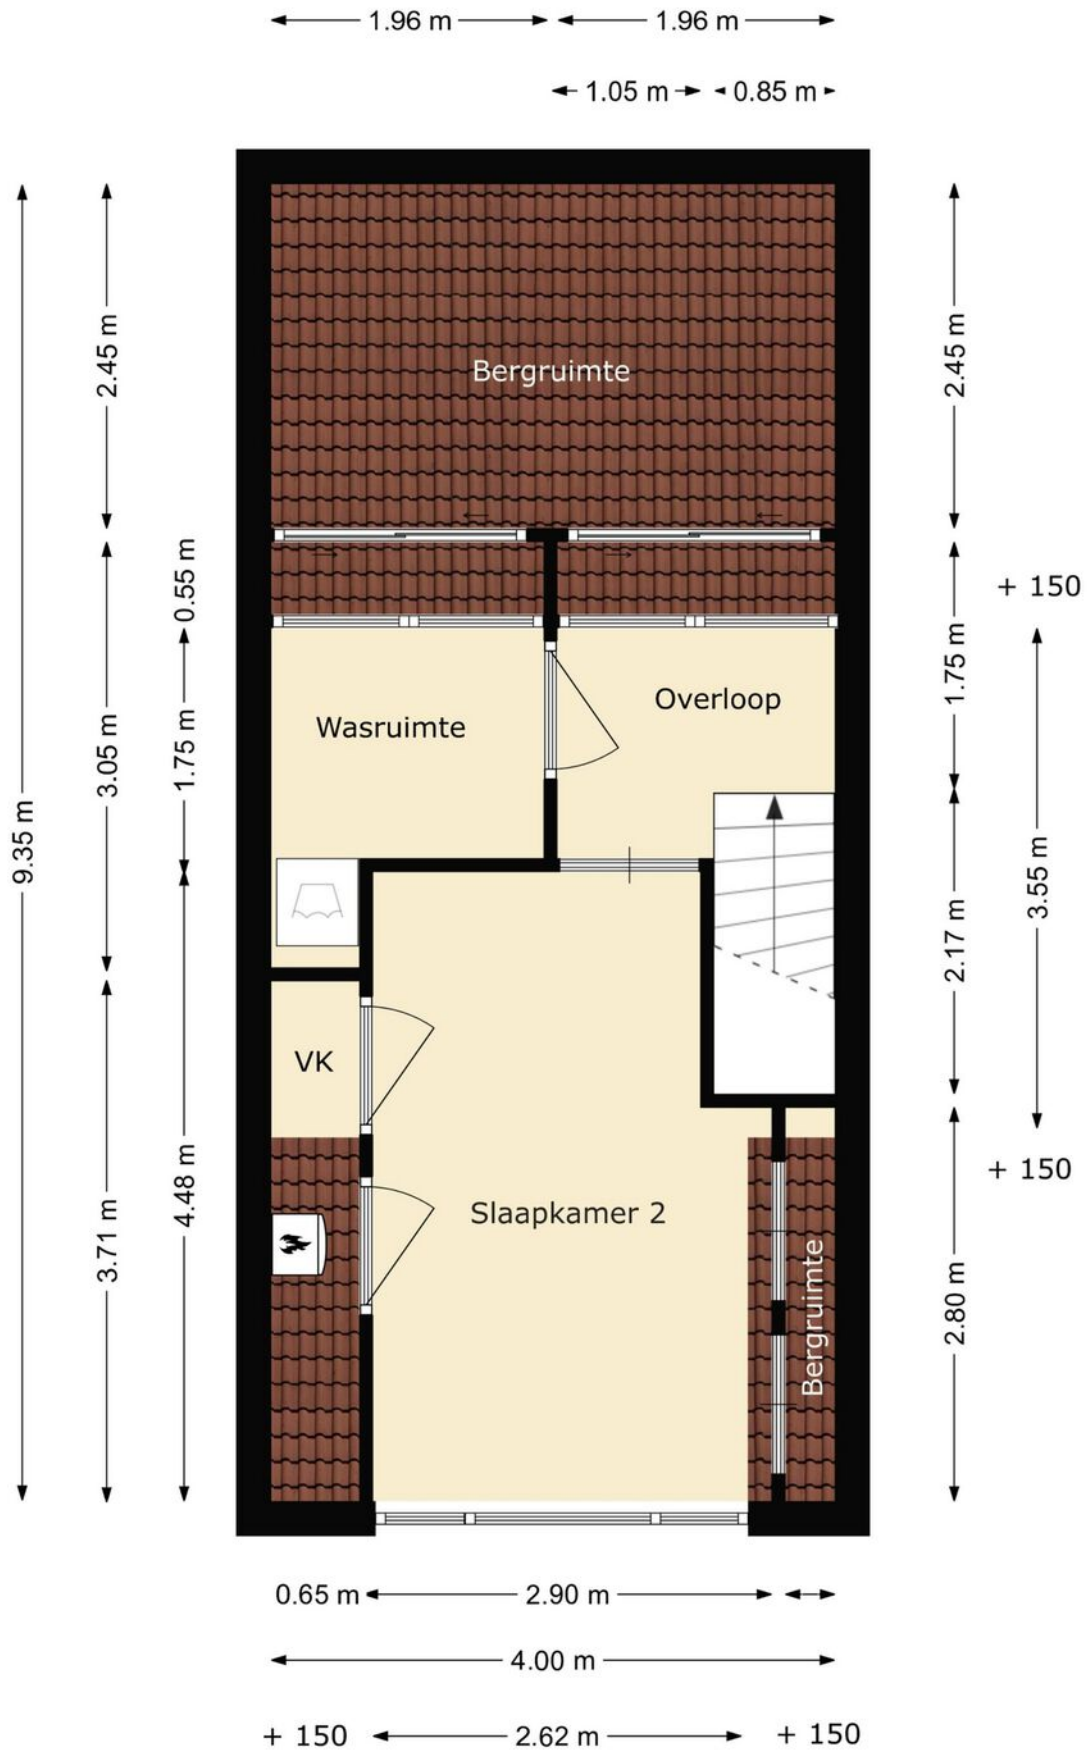 1.96 m
1.96 m
1.05 m
0.85 m
2.45 m
2.45 m
Bergruimte
0.55 m
+ 150
1.75 m
Overloop
Wasruimte
1.75 m
3.05 m
9.35 m
3.55 m
2.17 m
VK
4.48 m
+ 150
3.71 m
Slaapkamer 2
Bergruimte
2.80 m
0.65 m
2.90 m
4.00 m
+ 150
2.62 m
+ 150